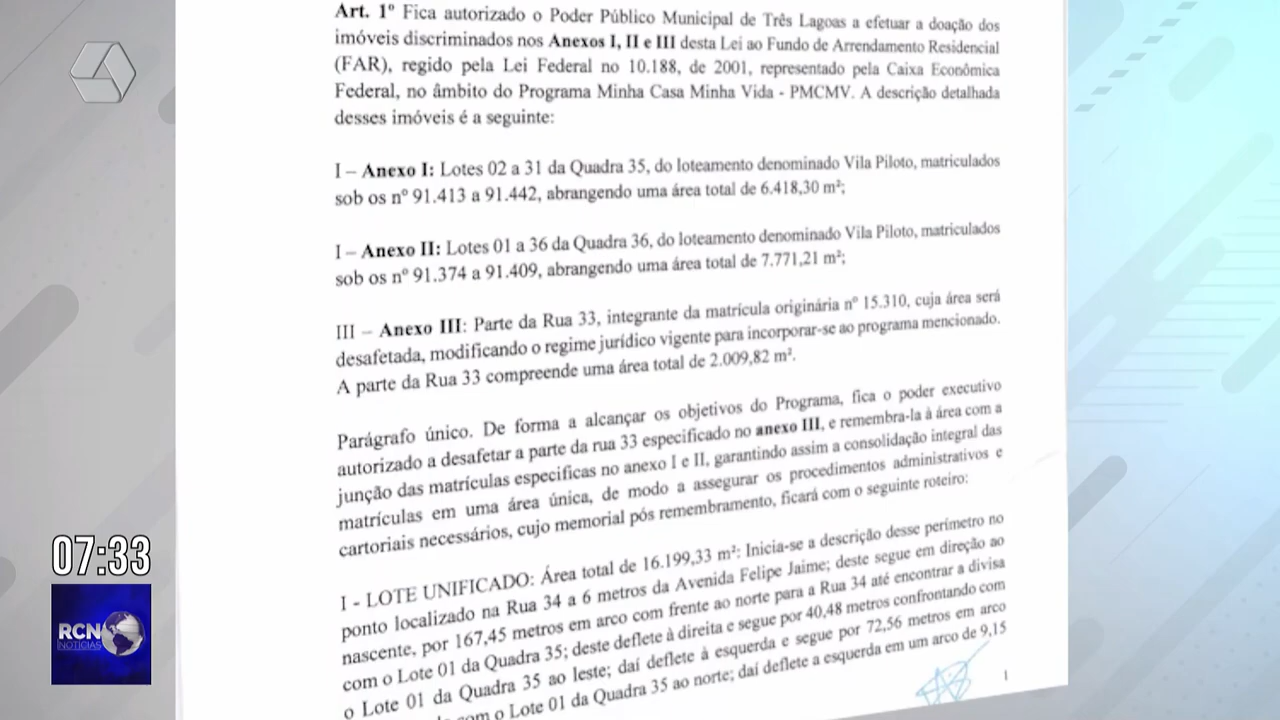 Art. 1º Fica autorizado o Poder Público Municipal de Três Lagoas a efetuar a doação dos
imóveis discriminados nos Anexos I, II e III desta Lei ao Fundo de Arrendamento Residencial
(FAR), regido pela Lei Federal no 10.188, de 2001, representado pela Caixa Econômica
Federal, no âmbito do Programa Minha Casa Minha Vida - PMCMV. A descrição detalhada
desses imóveis é a seguinte:
I – Anexo I: Lotes 02 a 31 da Quadra 35, do loteamento denominado Vila Piloto, matriculados
sob os nº 91.413 a 91.442, abrangendo uma área total de 6.418,30 m²;
I – Anexo II: Lotes 01 a 36 da Quadra 36, do loteamento denominado Vila Piloto, matriculados
sob os nº 91.374 a 91.409, abrangendo uma área total de 7.771,21 m²;
III – Anexo III: Parte da Rua 33, integrante da matrícula originária nº 15.310, cuja área será
desafetada, modificando o regime jurídico vigente para incorporar-se ao programa mencionado.
A parte da Rua 33 compreende uma área total de 2.009,82 m².
Parágrafo único. De forma a alcançar os objetivos do Programa, fica o poder executivo
autorizado a desafetar a parte da rua 33 especificado no anexo III, e remembra-la à área com a
junção das matrículas especificas no anexo I e II, garantindo assim a consolidação integral das
matrículas em uma área única, de modo a assegurar os procedimentos administrativos e
cartoriais necessários, cujo memorial pós remembramento, ficará com o seguinte roteiro:
I - LOTE UNIFICADO: Área total de 16.199,33 m²: Inicia-se a descrição desse perímetro no
ponto localizado na Rua 34 a 6 metros da Avenida Felipe Jaime; deste segue em direção ao
nascente, por 167,45 metros em arco com frente ao norte para a Rua 34 até encontrar a divisa
com o Lote 01 da Quadra 35; deste deflete à direita e segue por 40,48 metros confrontando com
o Lote 01 da Quadra 35 ao leste; daí deflete à esquerda e segue por 72,56 metros em arco
com o Lote 01 da Quadra 35 ao norte; daí deflete a esquerda em um arco de 9,15
1
07:33
RCN
NOTÍCIAS